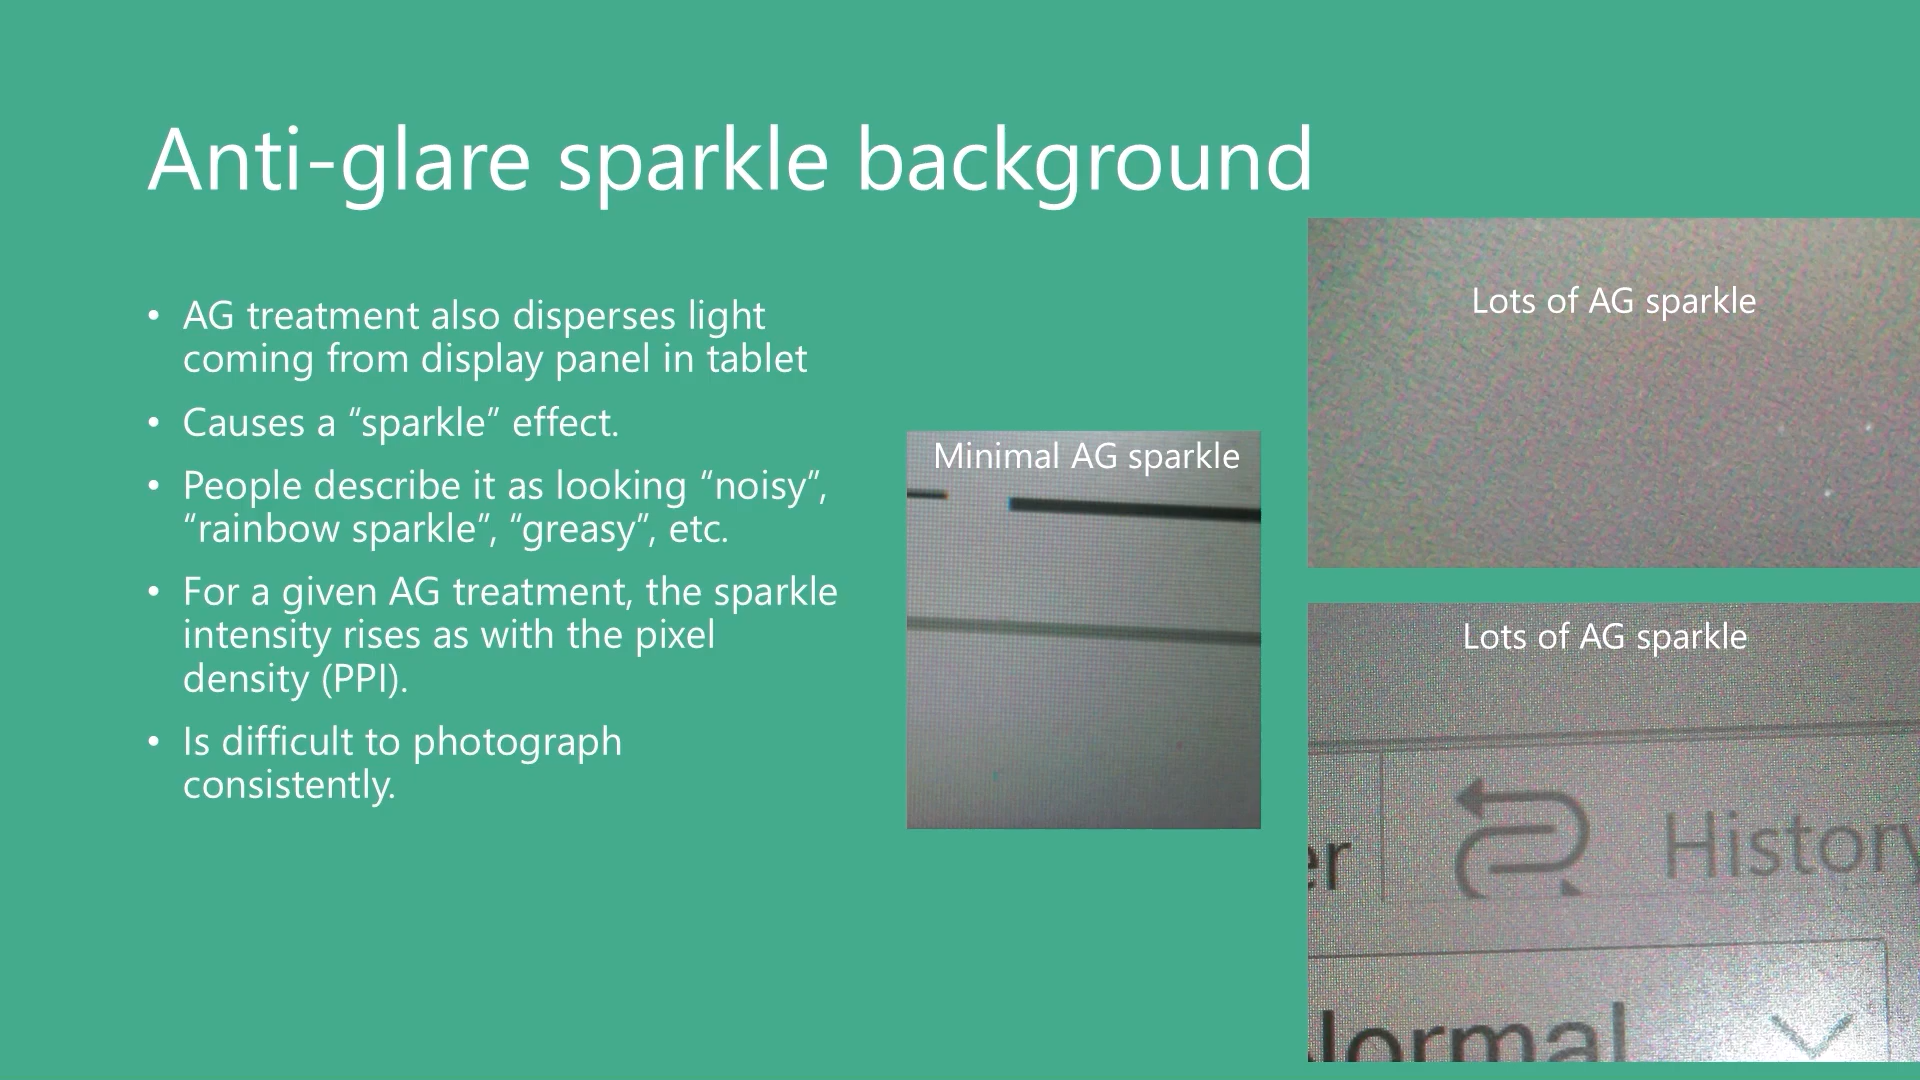 Anti-glare sparkle background
• AG treatment also disperses light
coming from display panel in tablet
• Causes a “sparkle” effect.
• People describe it as looking “noisy”,
“rainbow sparkle”, “greasy”, etc.
• For a given AG treatment, the sparkle
intensity rises as with the pixel
density (PPI).
• Is difficult to photograph
consistently.
Minimal AG sparkle
Lots of AG sparkle
Lots of AG sparkle
er
History
lormal